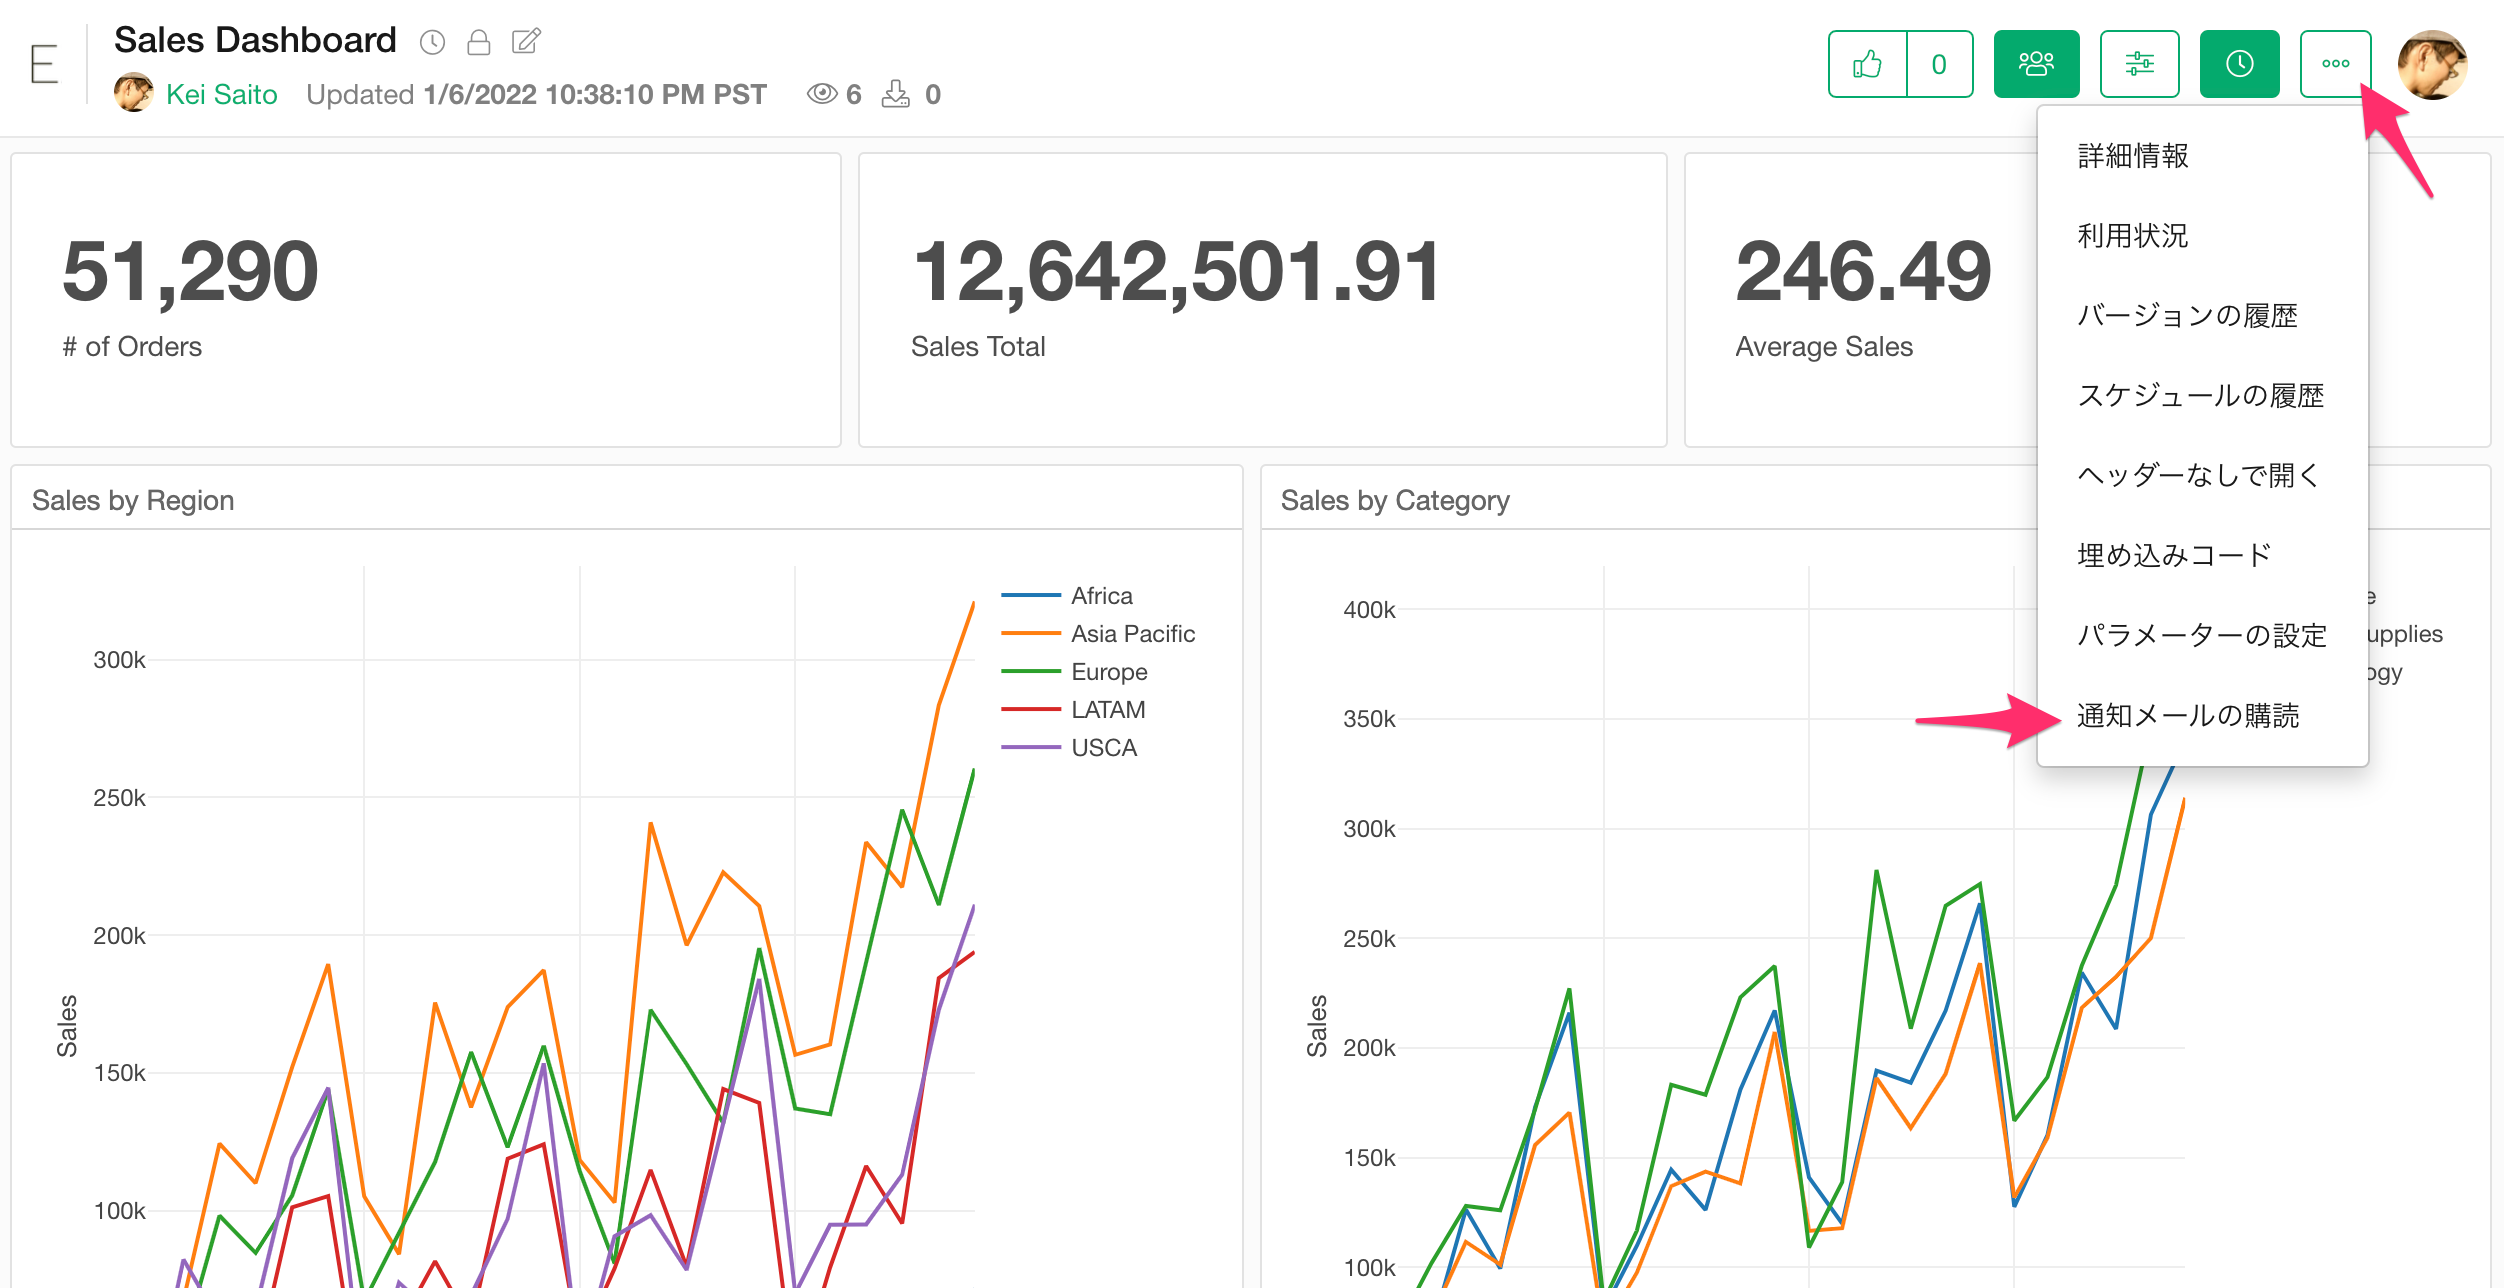 E
Sales Dashboard
Kei Saito Updated 1/6/2022 10:38:10 PM PST 6 0
0
詳細情報
利用状況
バージョンの履歴
スケジュールの履歴
ヘッダーなしで開く
埋め込みコード
パラメーターの設定
通知メールの購読
51,290
# of Orders
12,642,501.91
Sales Total
246.49
Average Sales
Sales by Region
300k
250k
200k
150k
100k
Sales
Africa
Asia Pacific
Europe
LATAM
USCA
Sales by Category
400k
350k
300k
250k
200k
150k
100k
Sales